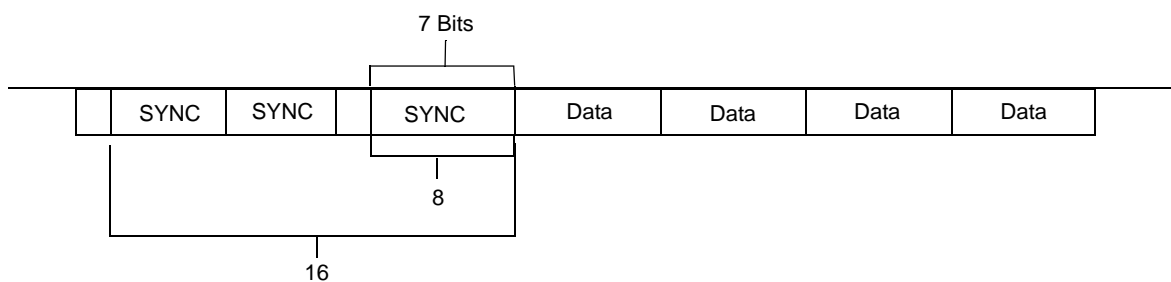 7 Bits
SYNC SYNC SYNC Data Data Data Data
8
16